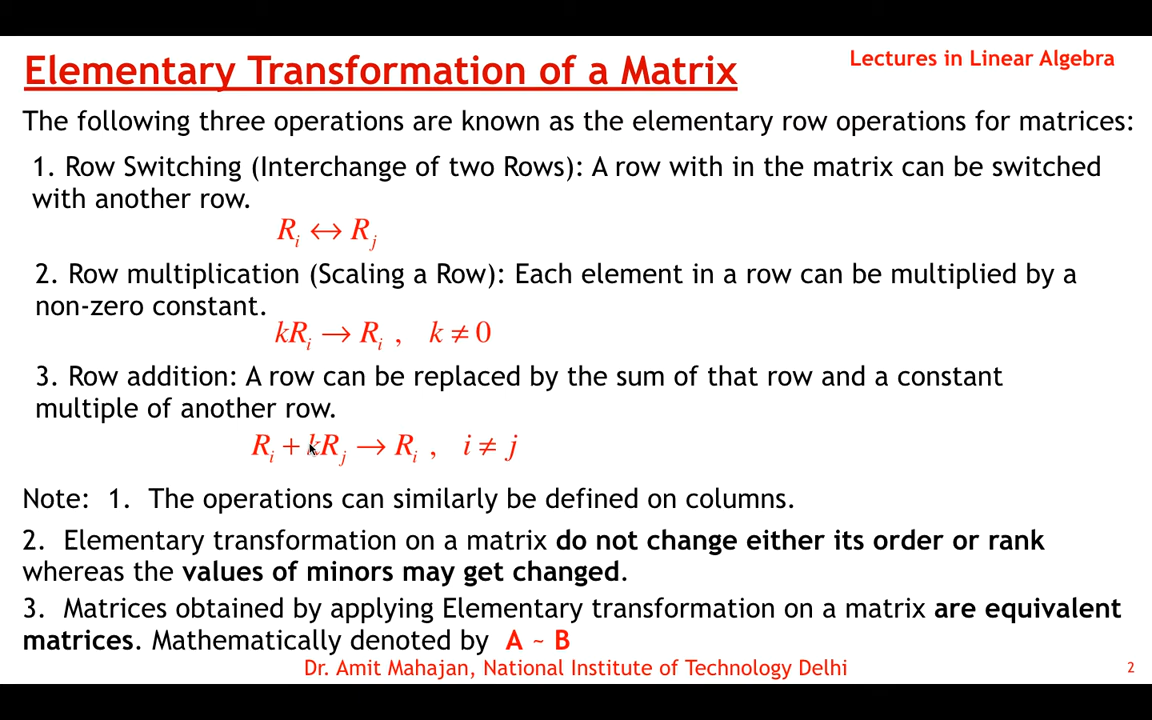 Elementary Transformation of a Matrix
Lectures in Linear Algebra
The following three operations are known as the elementary row operations for matrices:
1. Row Switching (Interchange of two Rows): A row with in the matrix can be switched
with another row.
Rᵢ ↔ Rⱼ
2. Row multiplication (Scaling a Row): Each element in a row can be multiplied by a
non-zero constant.
kRᵢ → Rᵢ , k ≠ 0
3. Row addition: A row can be replaced by the sum of that row and a constant
multiple of another row.
Rᵢ + kRⱼ → Rᵢ , i ≠ j
Note: 1. The operations can similarly be defined on columns.
2. Elementary transformation on a matrix do not change either its order or rank
whereas the values of minors may get changed.
3. Matrices obtained by applying Elementary transformation on a matrix are equivalent
matrices. Mathematically denoted by A ~ B
Dr. Amit Mahajan, National Institute of Technology Delhi
2